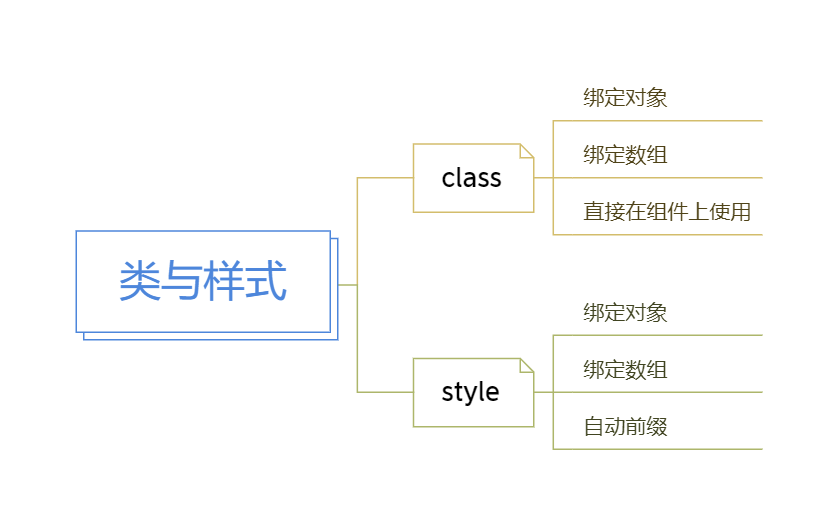 类与样式
class
绑定对象
绑定数组
直接在组件上使用
style
绑定对象
绑定数组
自动前缀